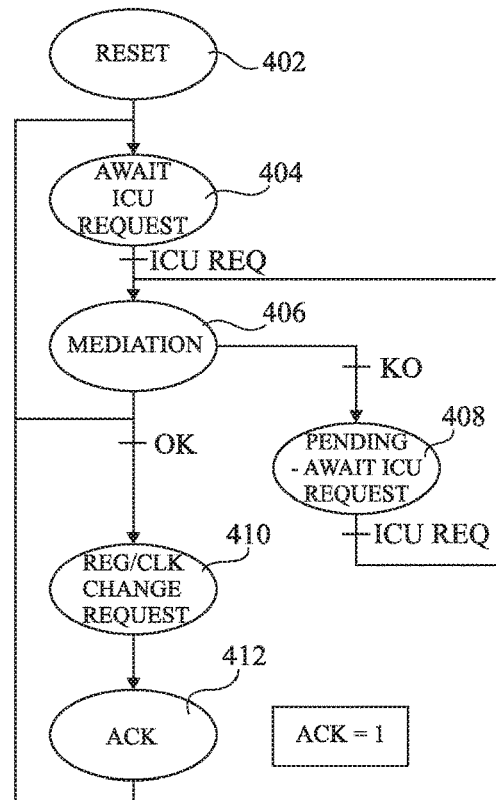 RESET
402
AWAIT
ICU
REQUEST
404
ICU REQ
406
MEDIATION
KO
408
OK
PENDING
- AWAIT ICU
REQUEST
ICU REQ
410
REG/CLK
CHANGE
REQUEST
412
ACK
ACK = 1